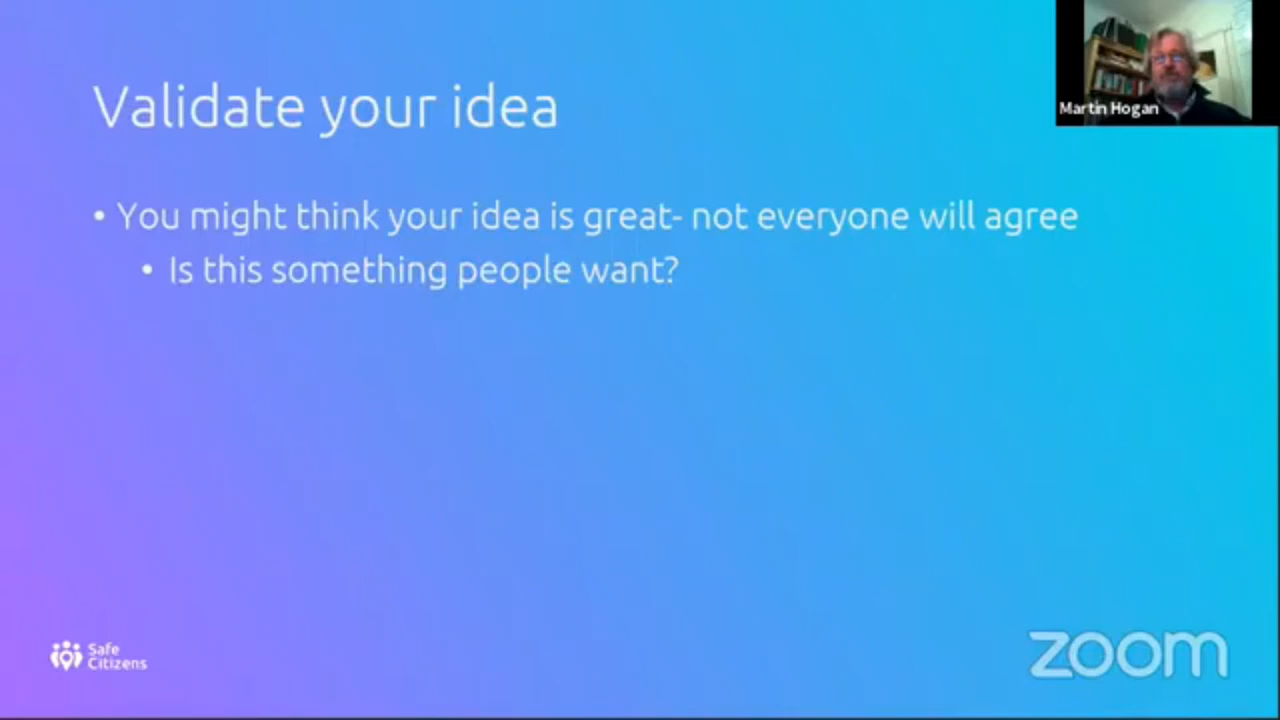 Validate your idea
Martin Hogan
• You might think your idea is great- not everyone will agree
• Is this something people want?
Safe
Citizens
zoom